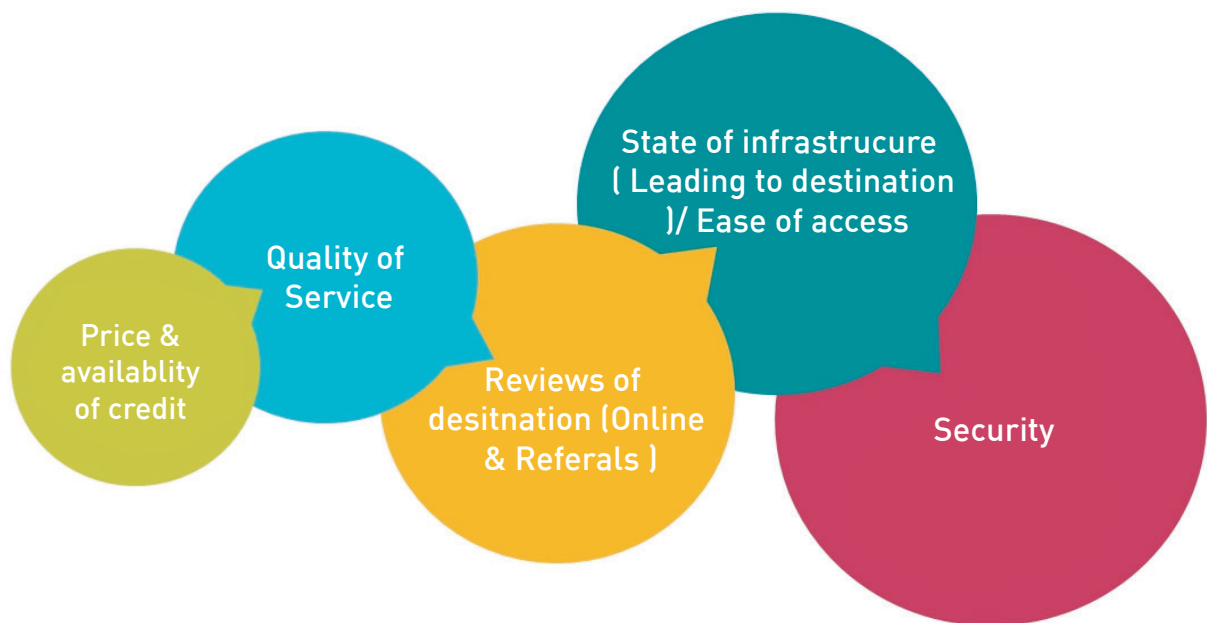 Price &
availablity
of credit
Quality of
Service
Reviews of
desitnation (Online
& Referals )
State of infrastrucure
( Leading to destination
)/ Ease of access
Security